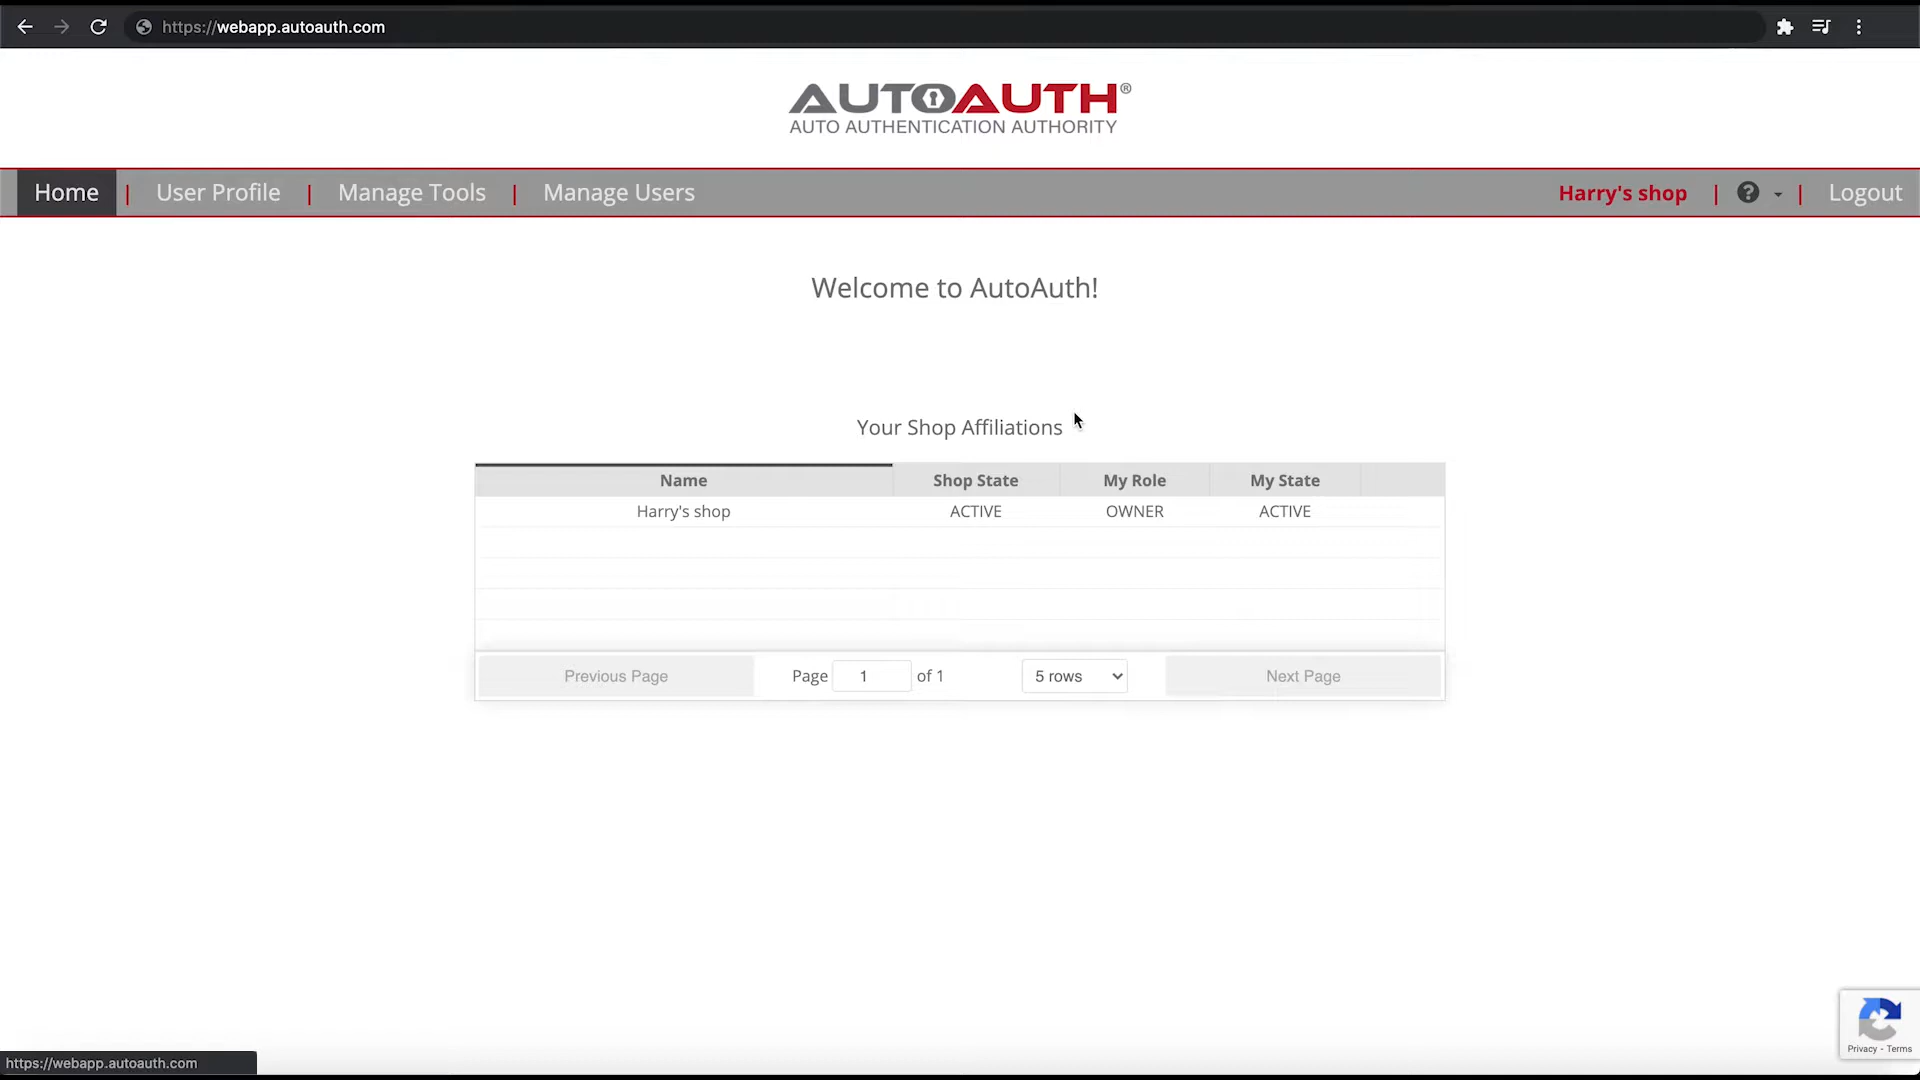 https://webapp.autoauth.com
AUTOAUTH®
AUTO AUTHENTICATION AUTHORITY
Home | User Profile | Manage Tools | Manage Users Harry's shop | ? | Logout
Welcome to AutoAuth!
Your Shop Affiliations
Name Shop State My Role My State
Harry's shop ACTIVE OWNER ACTIVE
Previous Page Page 1 of 1 5 rows Next Page
Privacy - Terms
https://webapp.autoauth.com